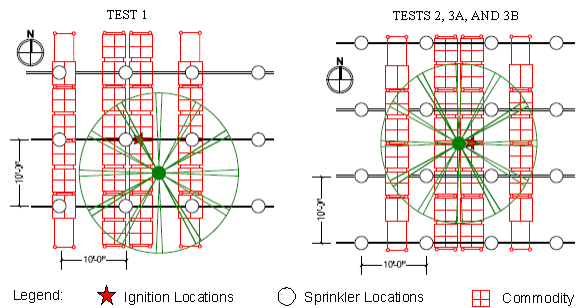 TEST 1
TESTS 2, 3A, AND 3B
N
N
10'-0"
10'-0"
10'-0"
10'-0"
Legend: Ignition Locations Sprinkler Locations Commodity